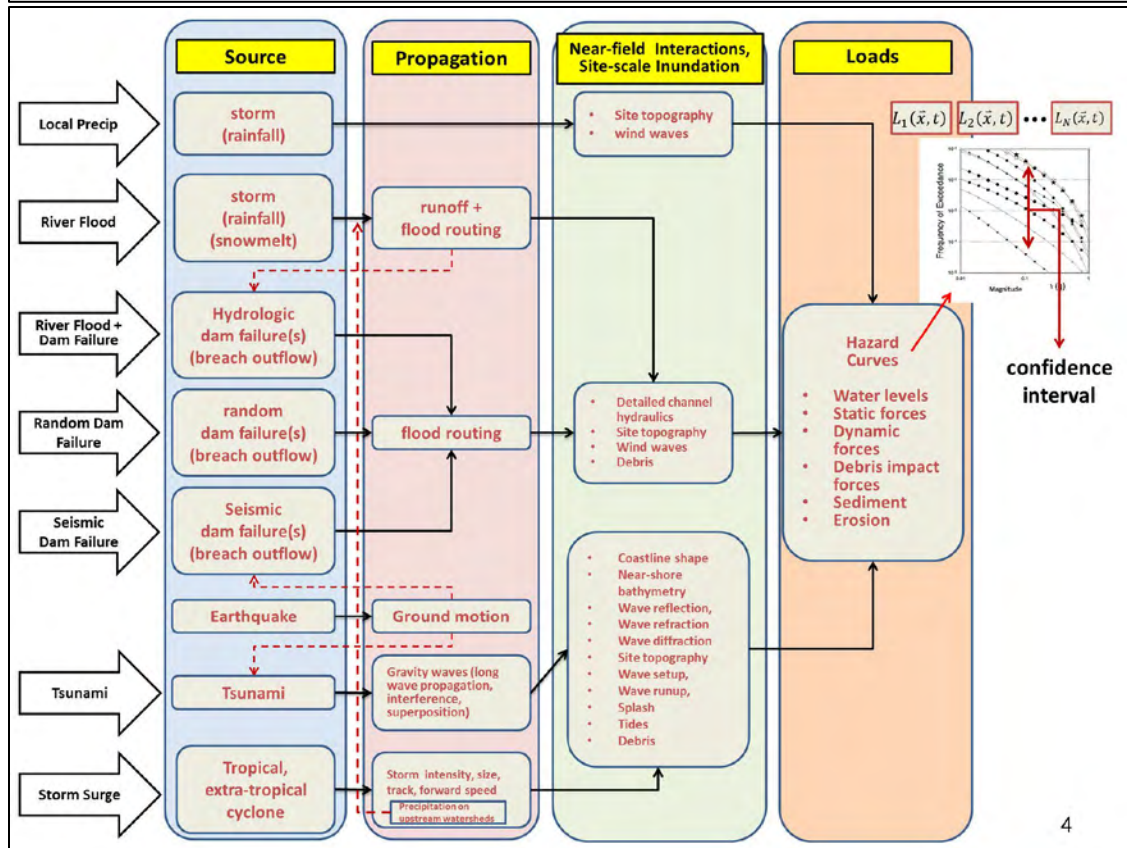 Source
Propagation
Near-field Interactions,
Site-scale Inundation
Loads
Local Precip
storm
(rainfall)
• Site topography
• wind waves
L₁(x⃗, t)
L₂(x⃗, t)
•••
L_N(x⃗, t)
Frequency of Exceedance
Magnitude
confidence
interval
River Flood
storm
(rainfall)
(snowmelt)
runoff +
flood routing
River Flood +
Dam Failure
Hydrologic
dam failure(s)
(breach outflow)
Random Dam
Failure
random
dam failure(s)
(breach outflow)
flood routing
• Detailed channel
hydraulics
• Site topography
• Wind waves
• Debris
Hazard
Curves
• Water levels
• Static forces
• Dynamic
forces
• Debris impact
forces
• Sediment
• Erosion
Seismic
Dam Failure
Seismic
dam failure(s)
(breach outflow)
Earthquake
Ground motion
Tsunami
Tsunami
Gravity waves (long
wave propagation,
interference,
superposition)
• Coastline shape
• Near-shore
bathymetry
• Wave reflection,
• Wave refraction
• Wave diffraction
• Site topography
• Wave setup,
• Wave runup,
• Splash
• Tides
• Debris
Storm Surge
Tropical,
extra-tropical
cyclone
Storm intensity, size,
track, forward speed
Precipitation on
upstream watersheds
4